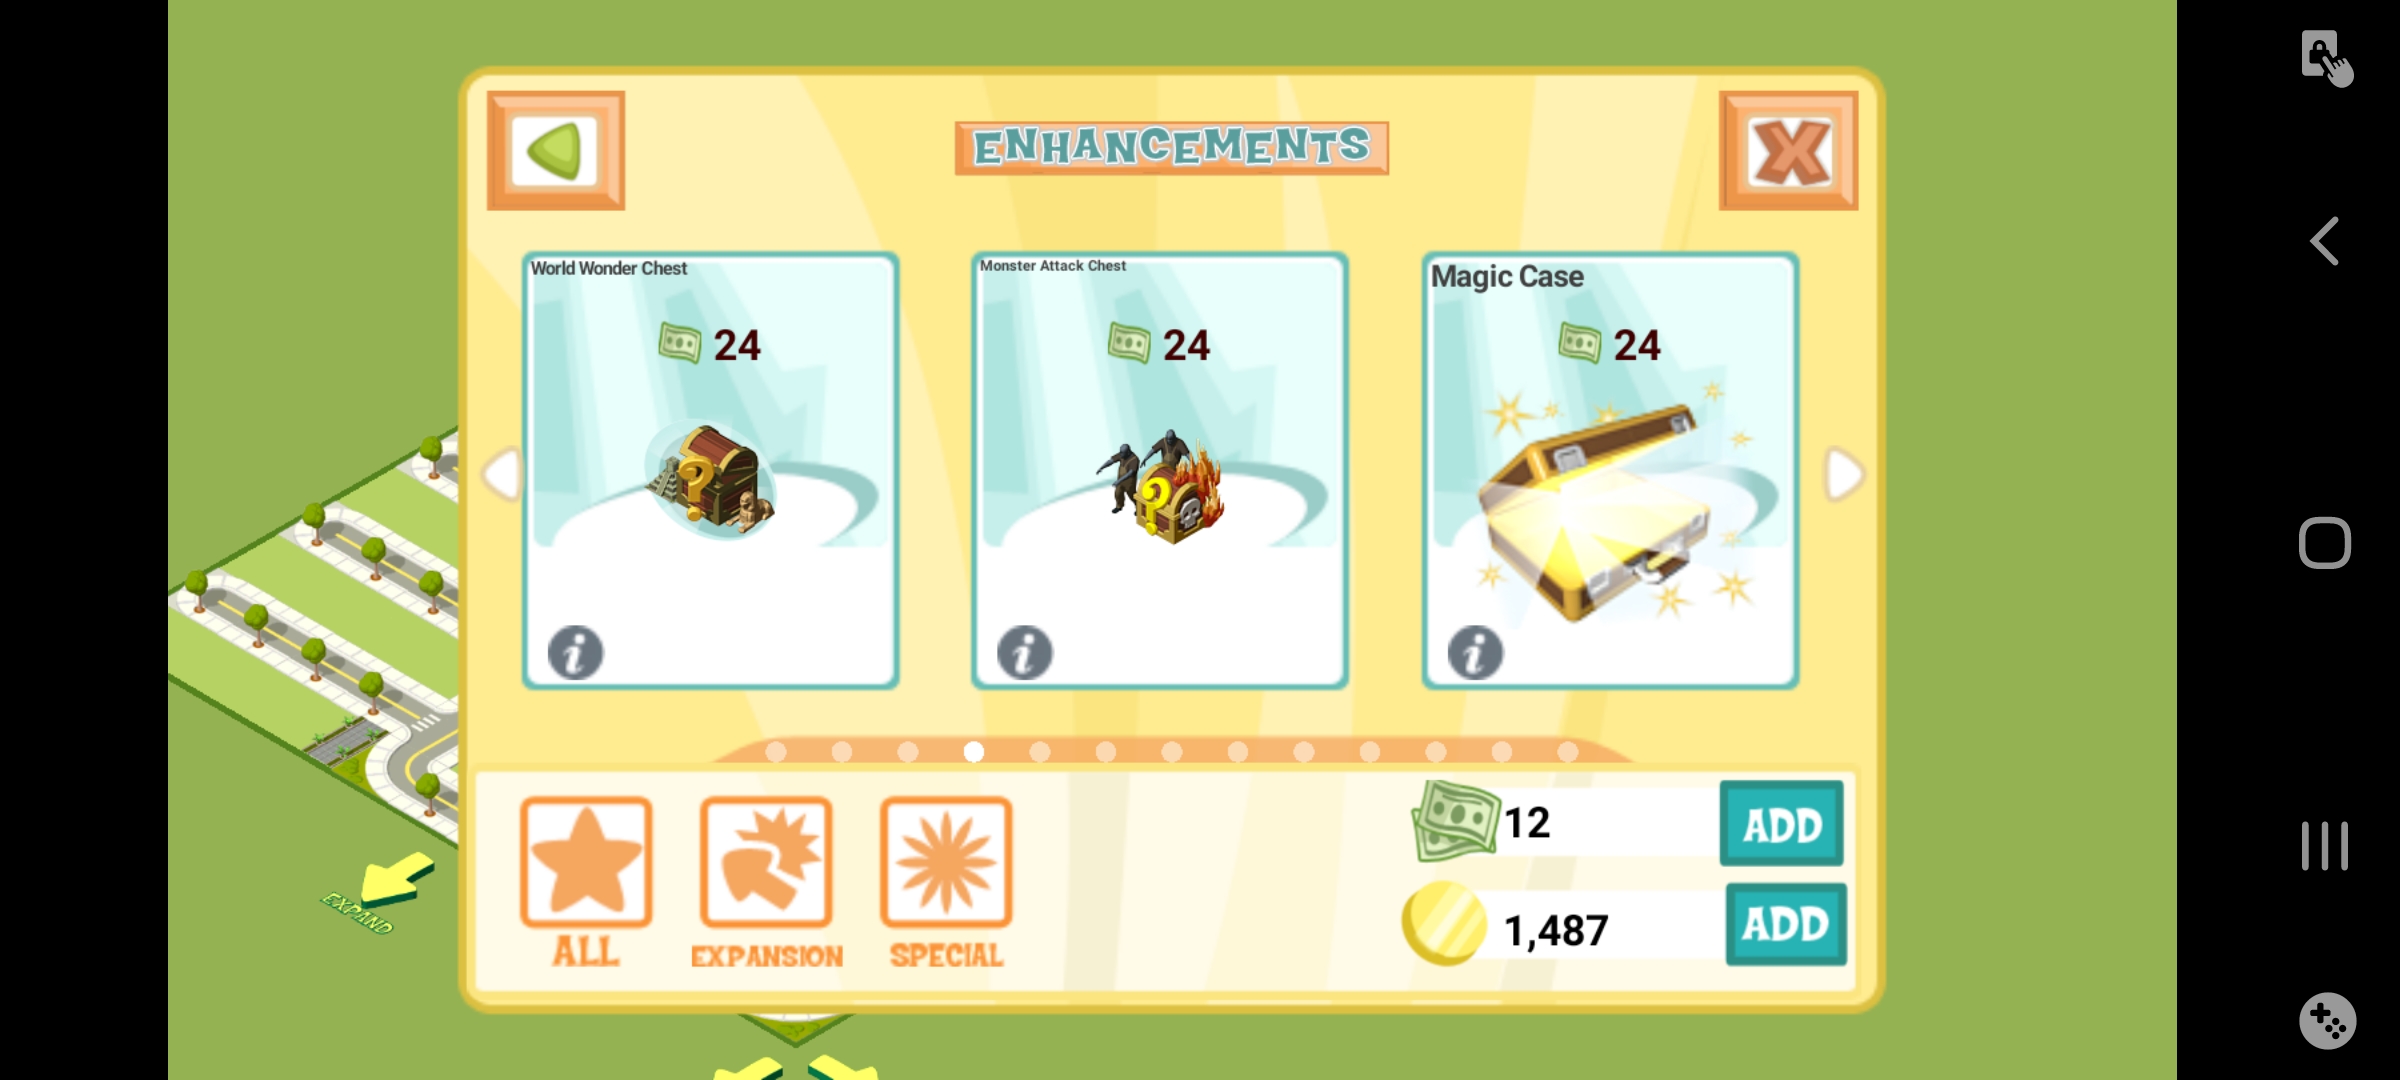 ENHANCEMENTS
World Wonder Chest
24
Monster Attack Chest
24
Magic Case
24
EXPAND
ALL
EXPANSION
SPECIAL
12
ADD
1,487
ADD